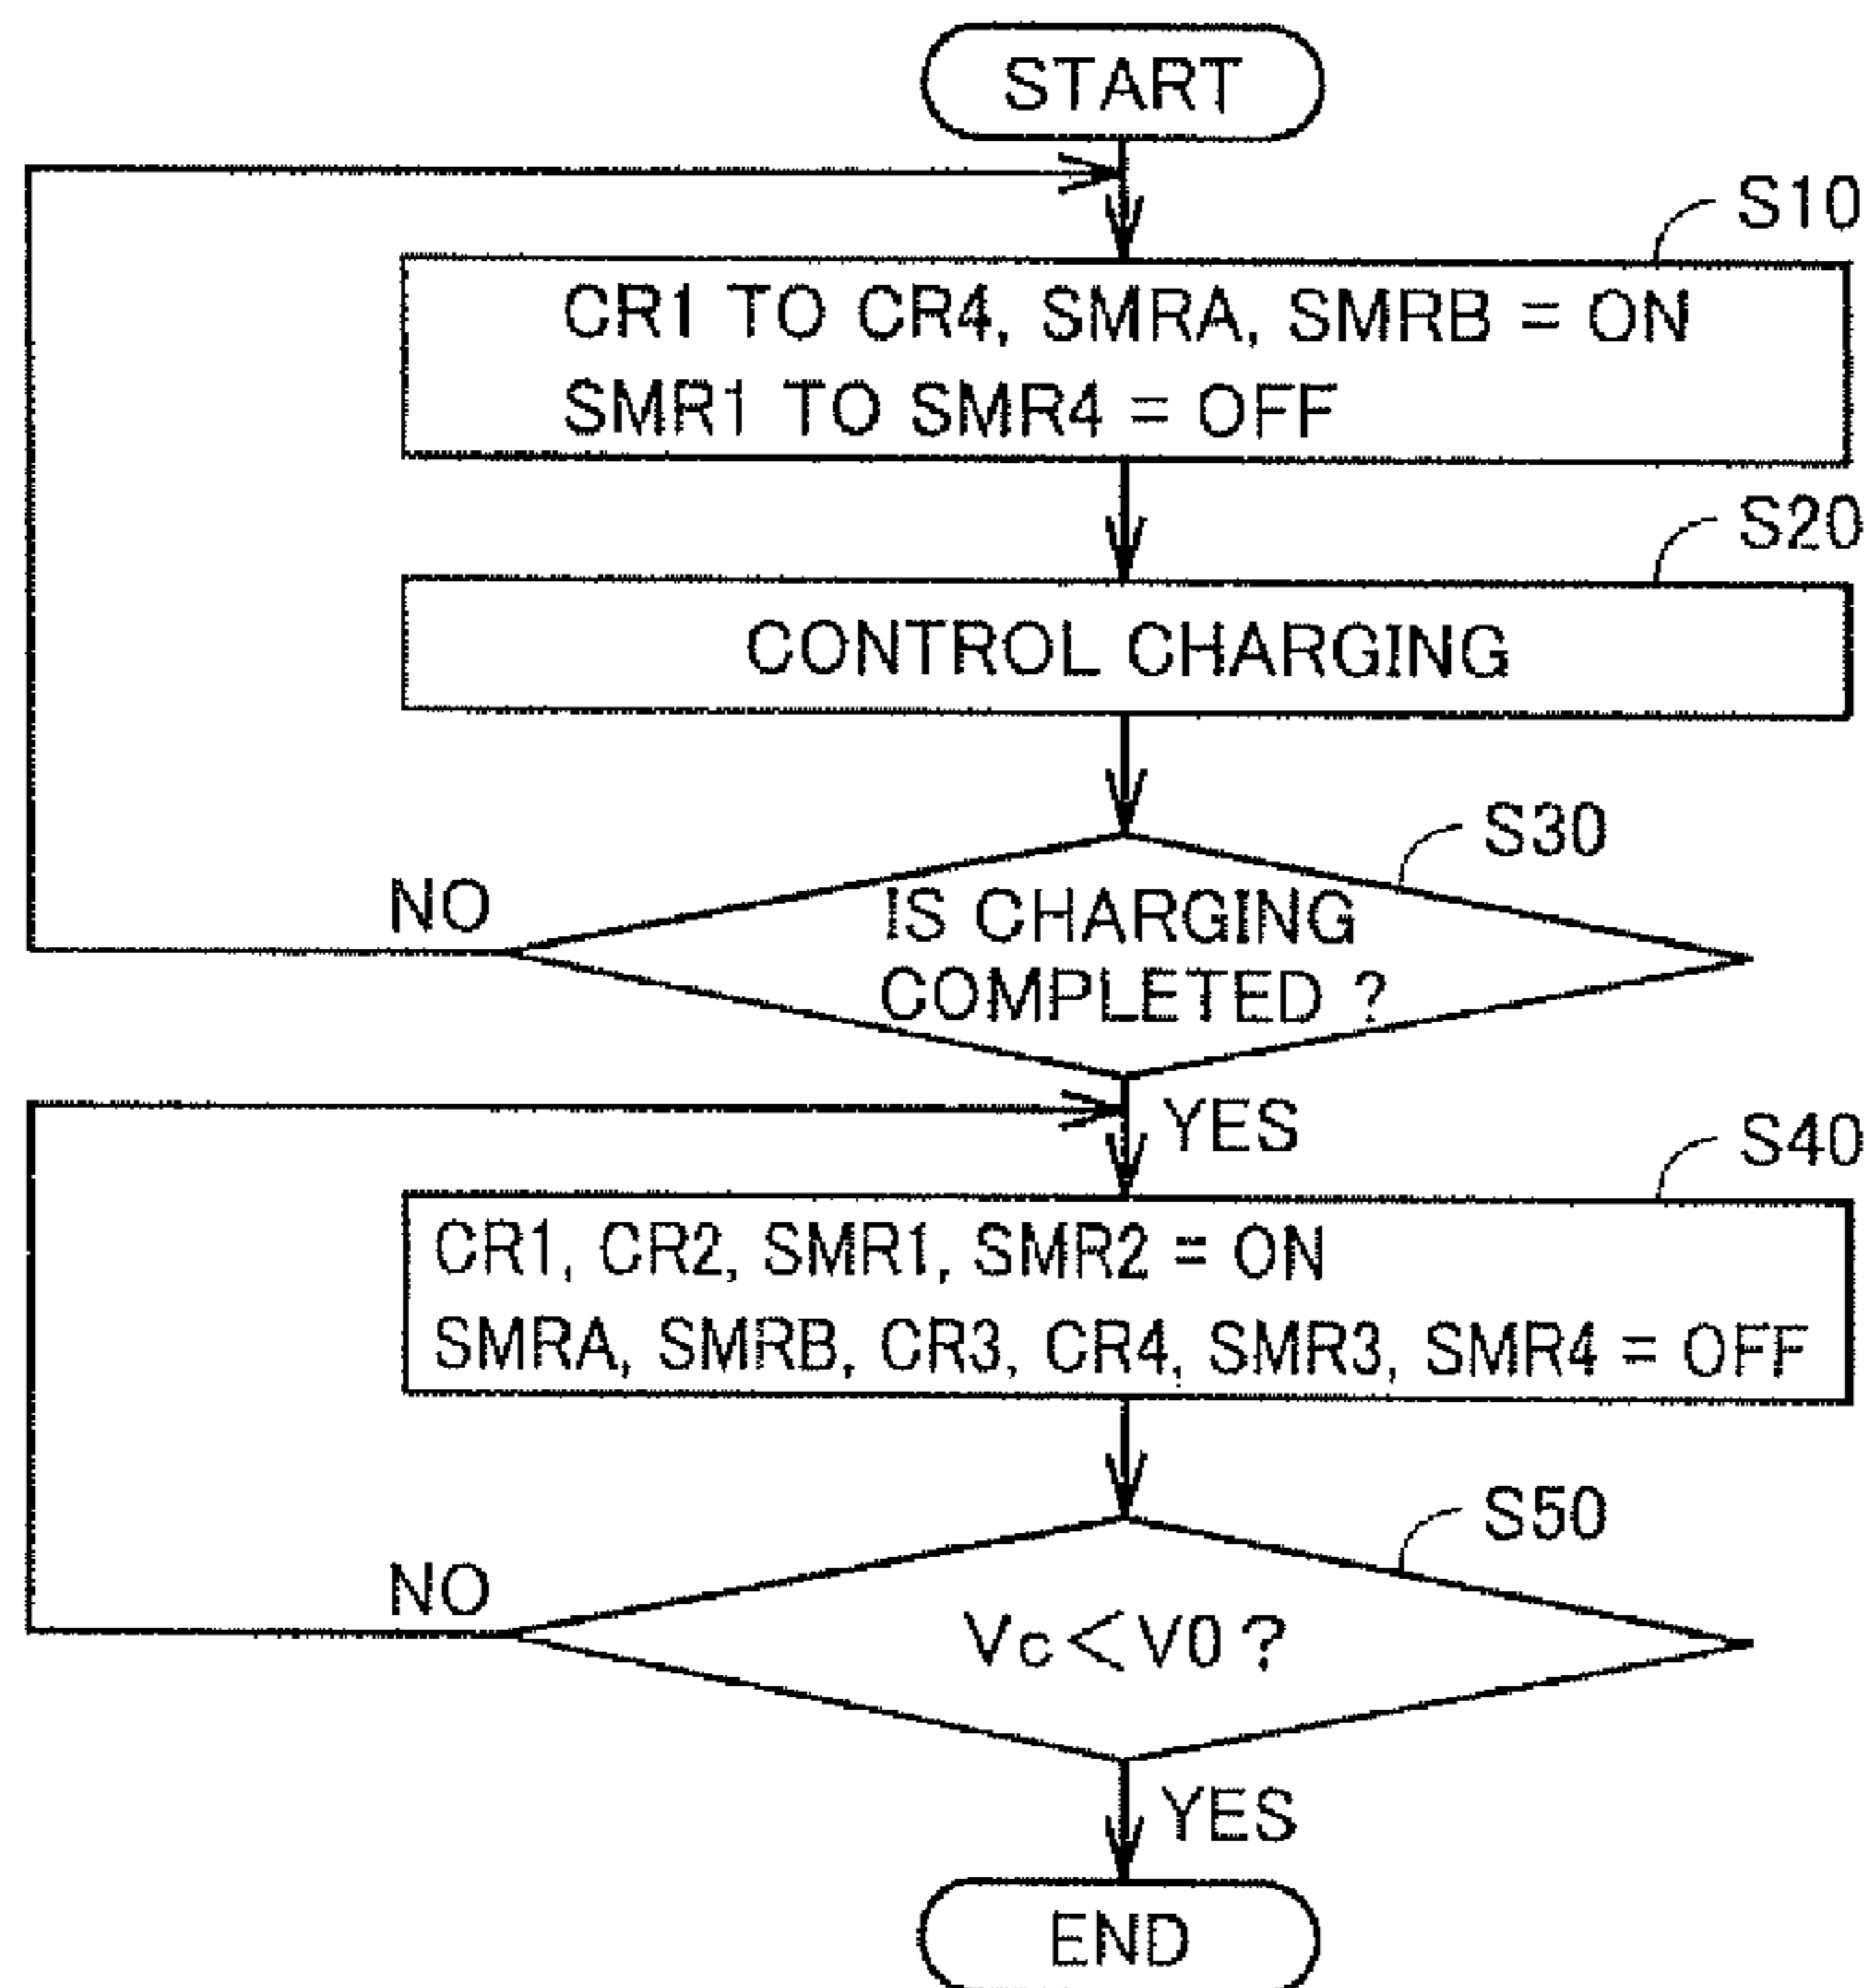 START
S10
CR1 TO CR4, SMRA, SMRB = ON
SMR1 TO SMR4 = OFF
S20
CONTROL CHARGING
S30
IS CHARGING
COMPLETED ?
NO
YES
S40
CR1, CR2, SMR1, SMR2 = ON
SMRA, SMRB, CR3, CR4, SMR3, SMR4 = OFF
S50
Vc<V0?
NO
YES
END